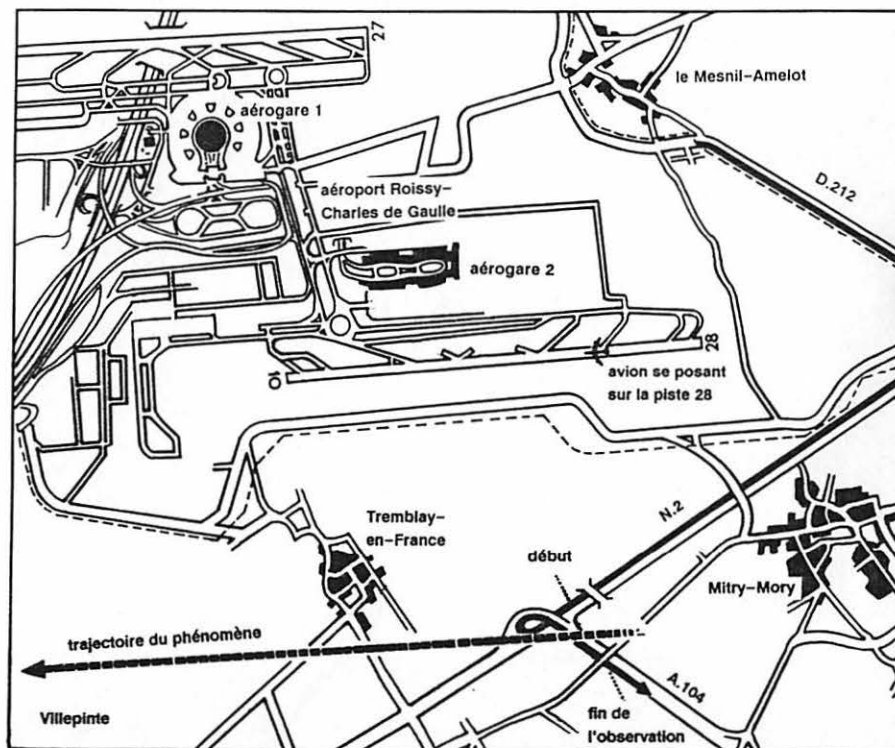 27
le Mesnil-Amelot
aérogare 1
D.212
aéroport Roissy-
Charles de Gaulle
aérogare 2
28
10
avion se posant
sur la piste 28
N.2
Tremblay-
en-France
début
Mitry-Mory
trajectoire du phénomène
A.104
Villepinte
fin de
l'observation